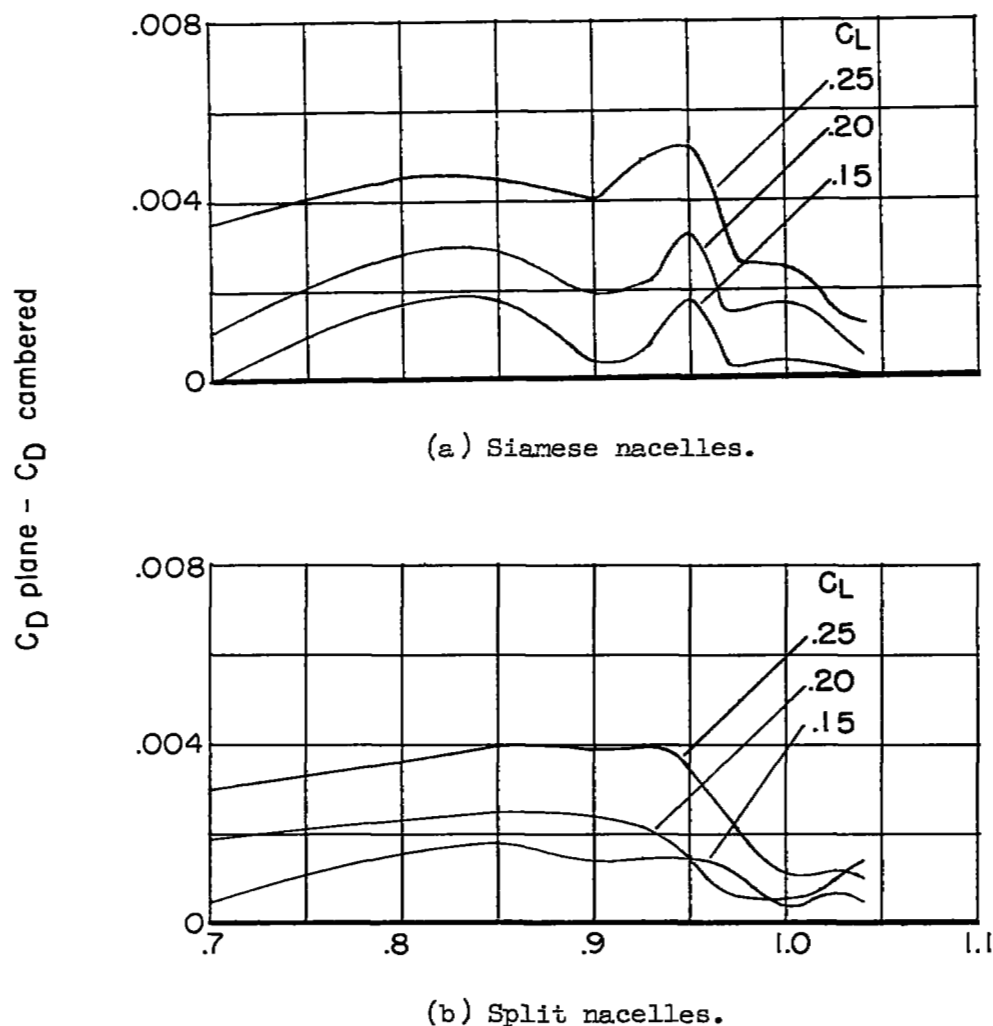 .008
CL
.25
.20
.15
.004
0
(a) Siamese nacelles.
CD plane - CD cambered
.008
CL
.25
.20
.15
.004
0
.7 .8 .9 1.0 1.1
(b) Split nacelles.